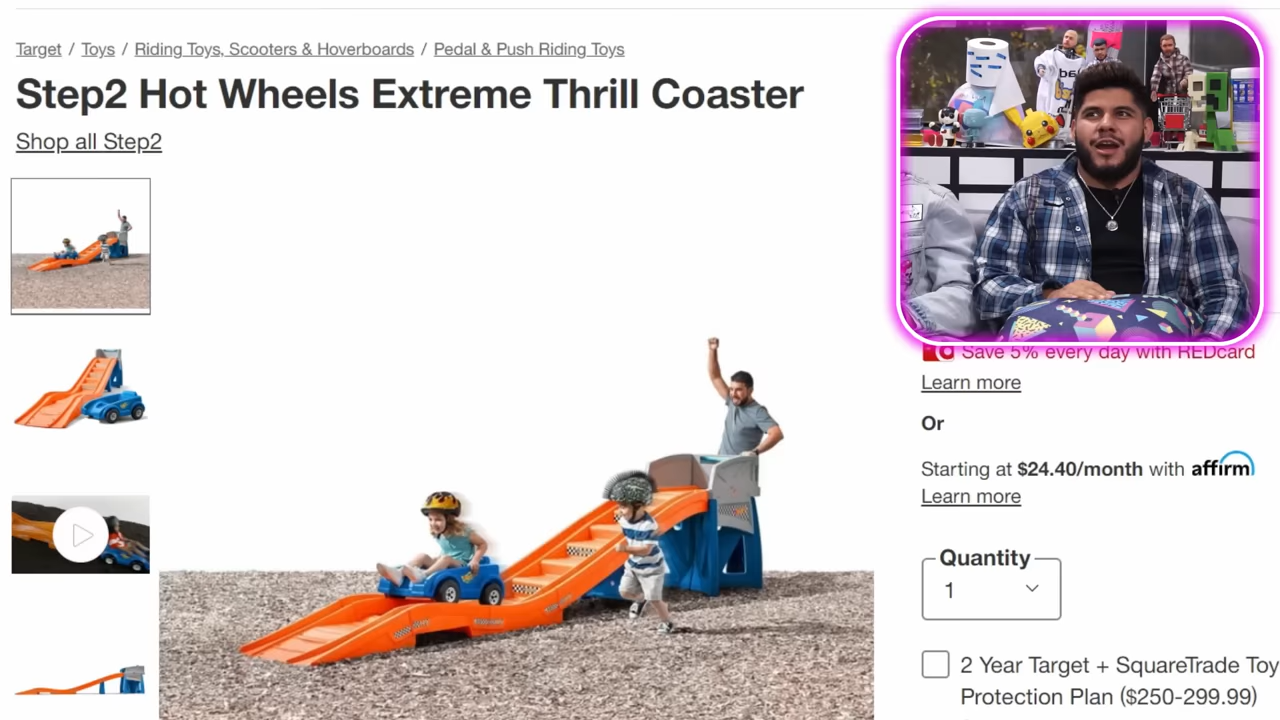 Target / Toys / Riding Toys, Scooters & Hoverboards / Pedal & Push Riding Toys
Step2 Hot Wheels Extreme Thrill Coaster
Shop all Step2
Save 5% every day with REDcard
Learn more
Or
Starting at $24.40/month with affirm
Learn more
Quantity
1
2 Year Target + SquareTrade Toy
Protection Plan ($250-299.99)